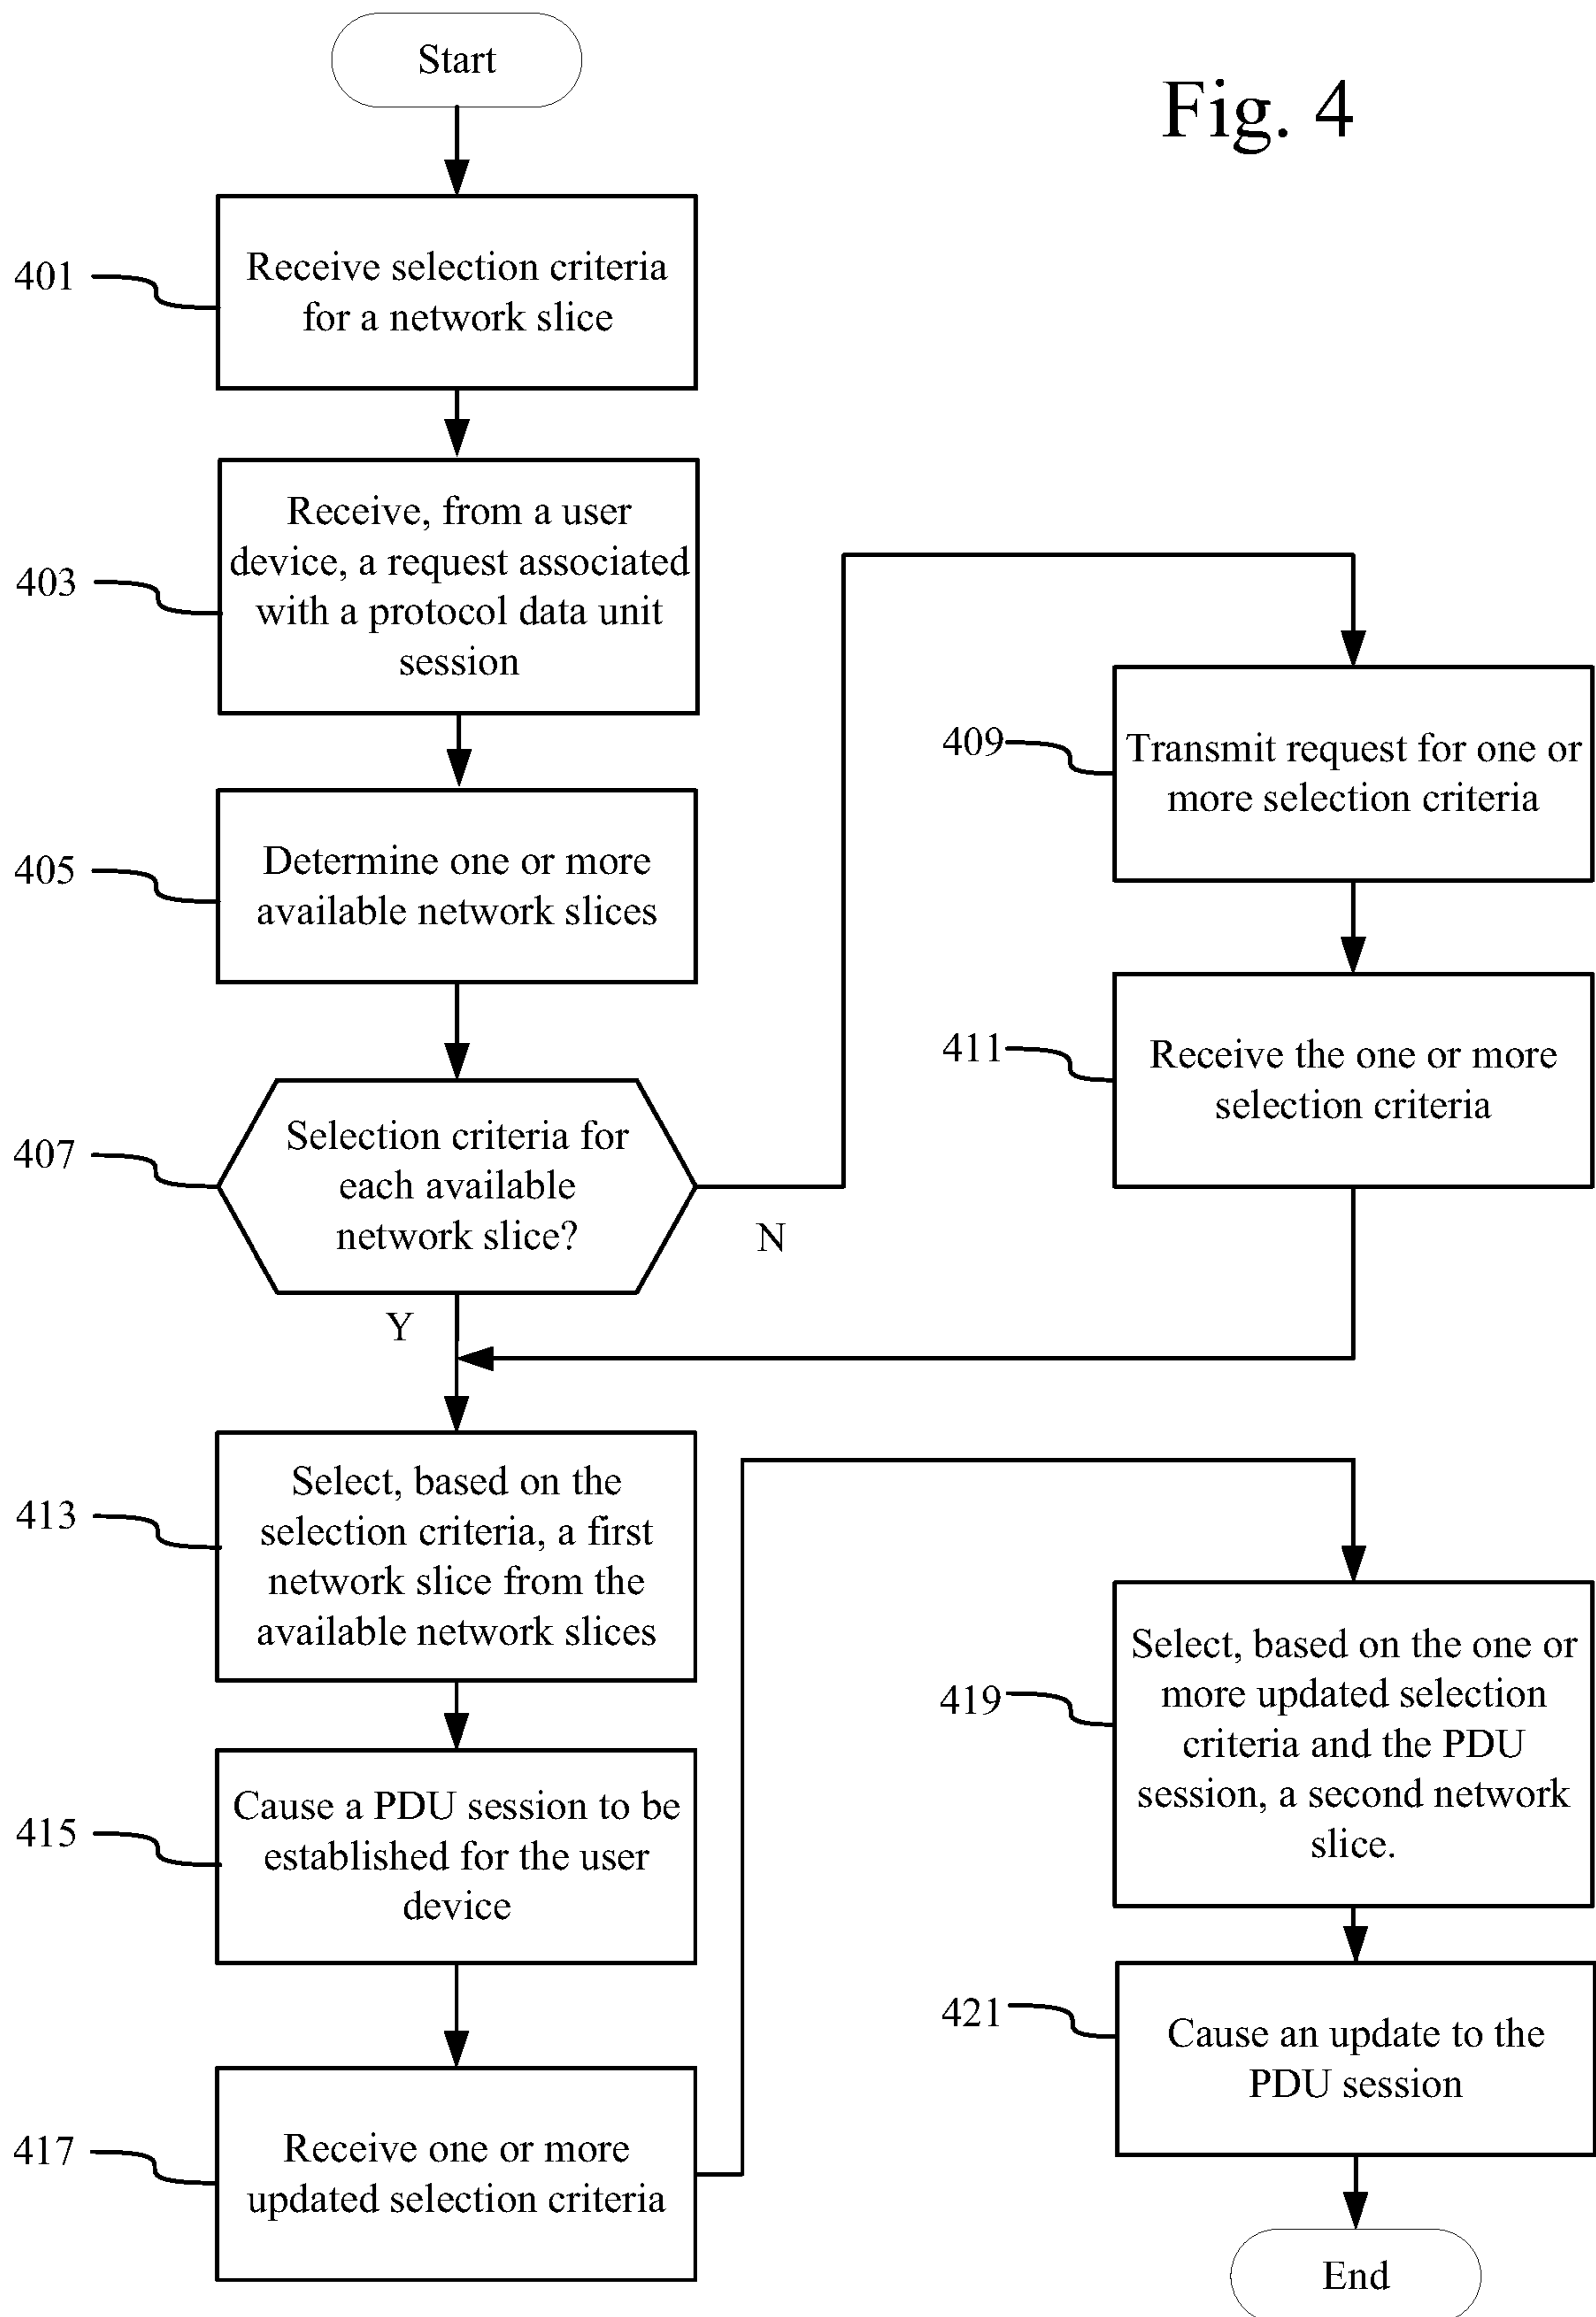 Start
Fig. 4
401
Receive selection criteria
for a network slice
403
Receive, from a user
device, a request associated
with a protocol data unit
session
405
Determine one or more
available network slices
407
Selection criteria for
each available
network slice?
N
Y
409
Transmit request for one or
more selection criteria
411
Receive the one or more
selection criteria
413
Select, based on the
selection criteria, a first
network slice from the
available network slices
415
Cause a PDU session to be
established for the user
device
417
Receive one or more
updated selection criteria
419
Select, based on the one or
more updated selection
criteria and the PDU
session, a second network
slice.
421
Cause an update to the
PDU session
End